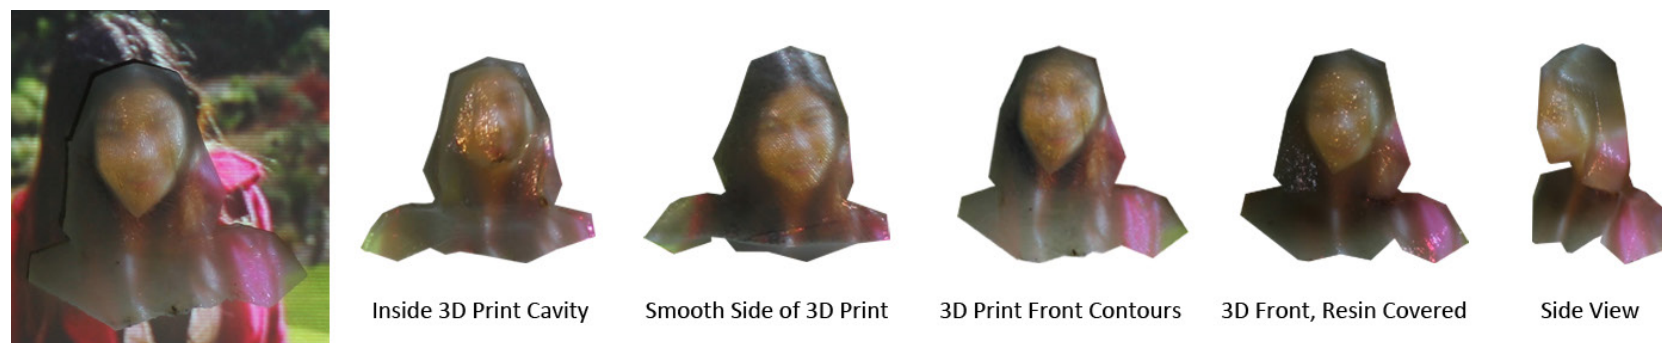 Inside 3D Print Cavity
Smooth Side of 3D Print
3D Print Front Contours
3D Front, Resin Covered
Side View